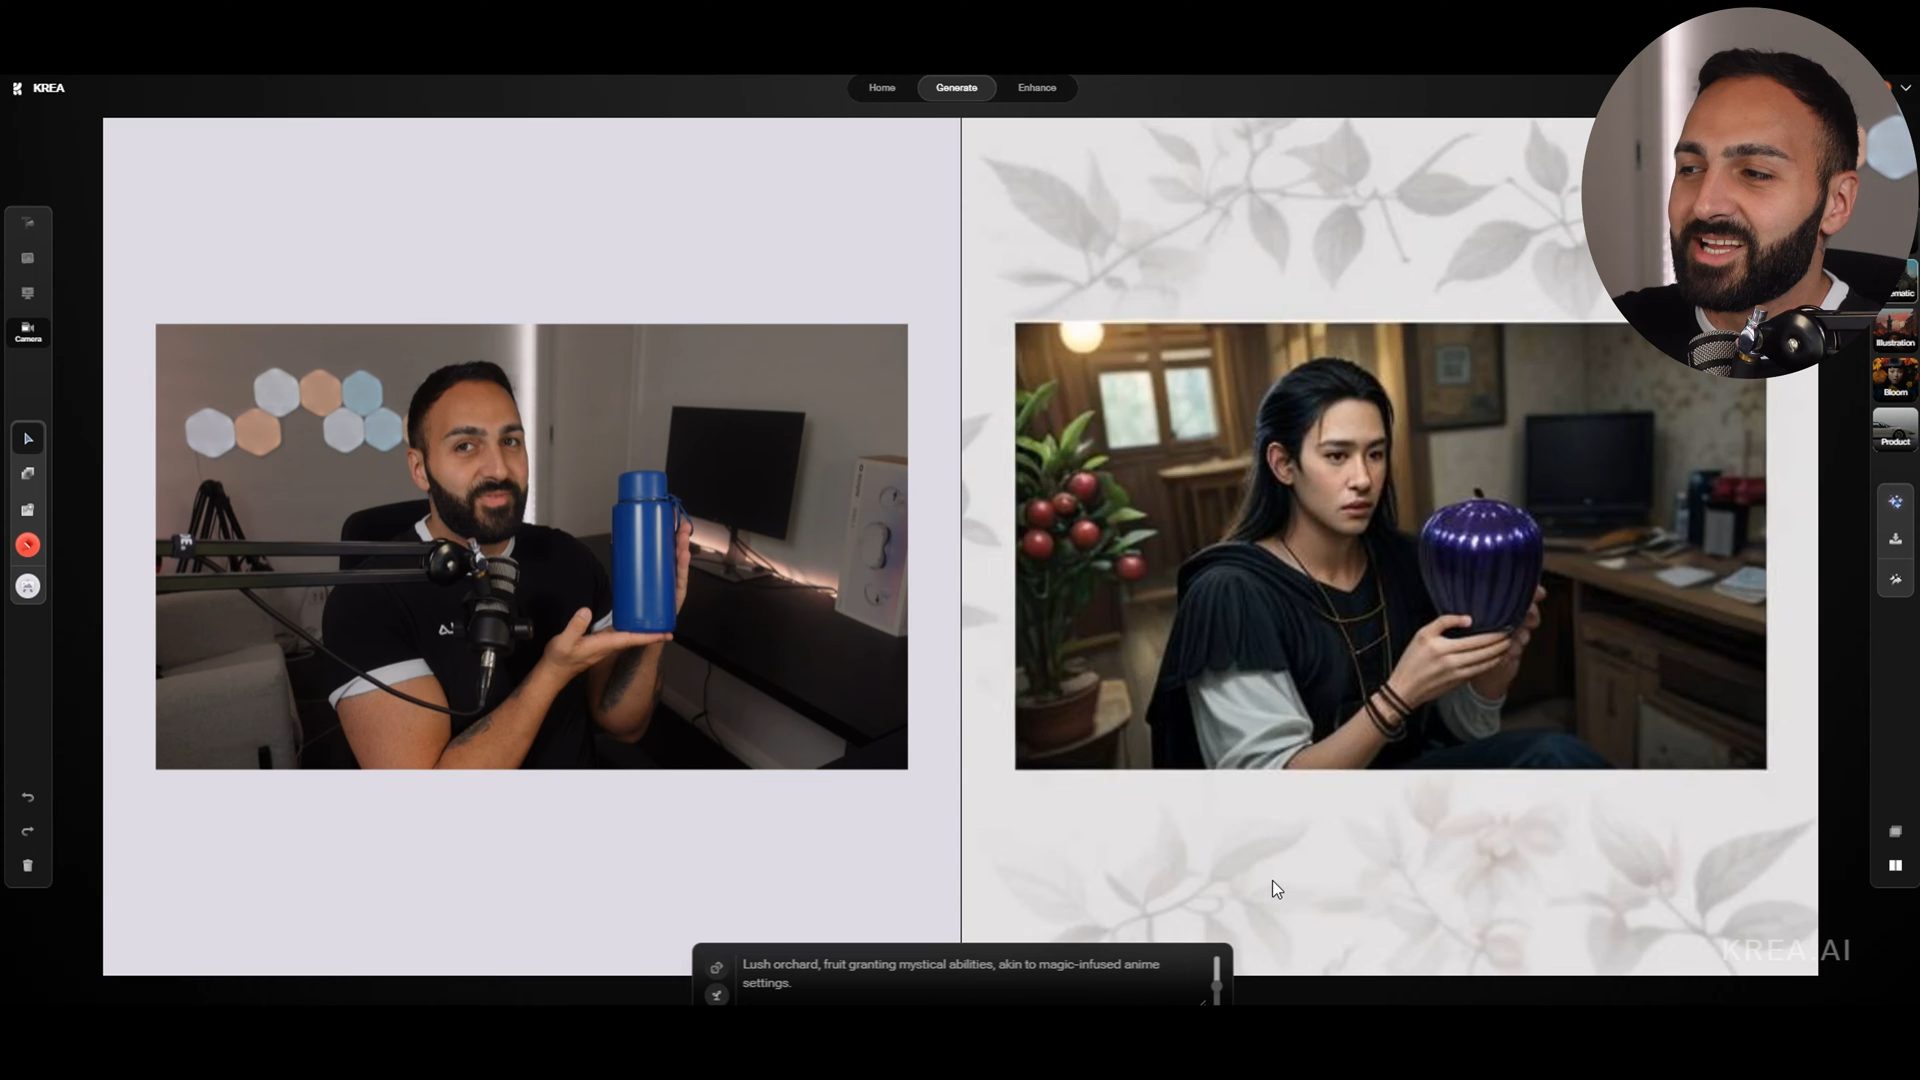 KREA
Home
Generate
Enhance
Camera
ematic
Illustration
Bloom
Product
KREA.AI
Lush orchard, fruit granting mystical abilities, akin to magic-infused anime
settings.